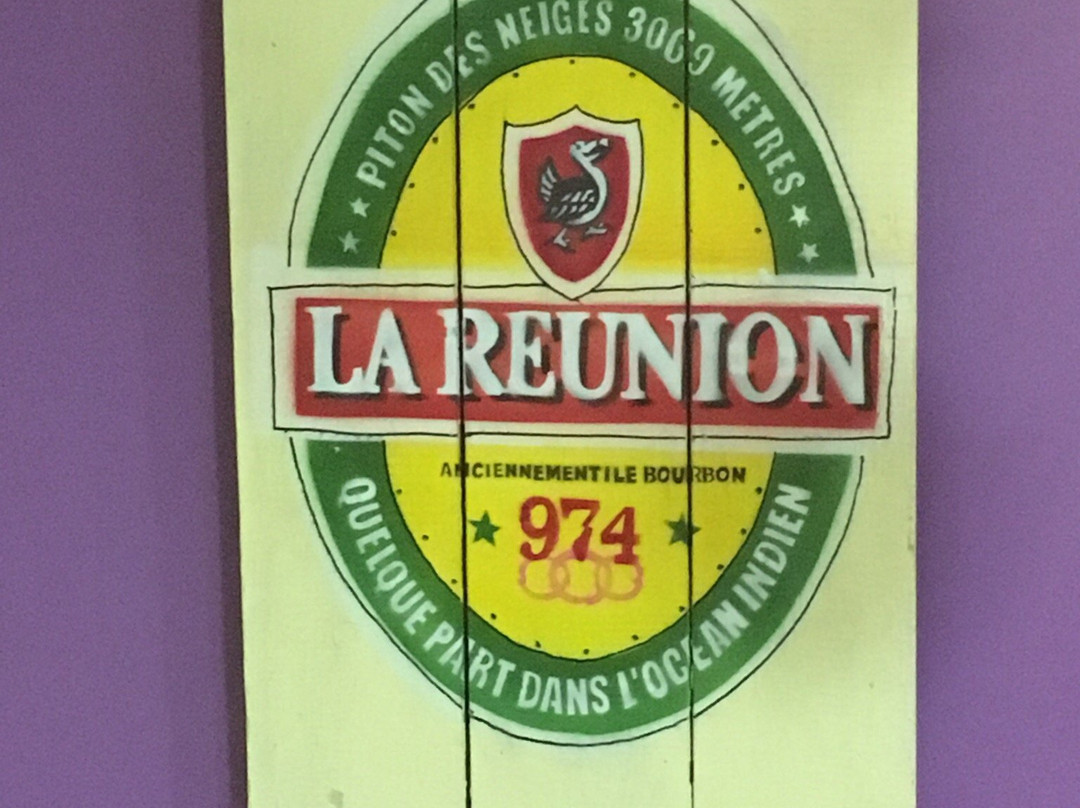 PITON DES NEIGES 3069 METRES
LA REUNION
ANCIENNEMENT ILE BOURBON
974
QUELQUE PART DANS L'OCEAN INDIEN